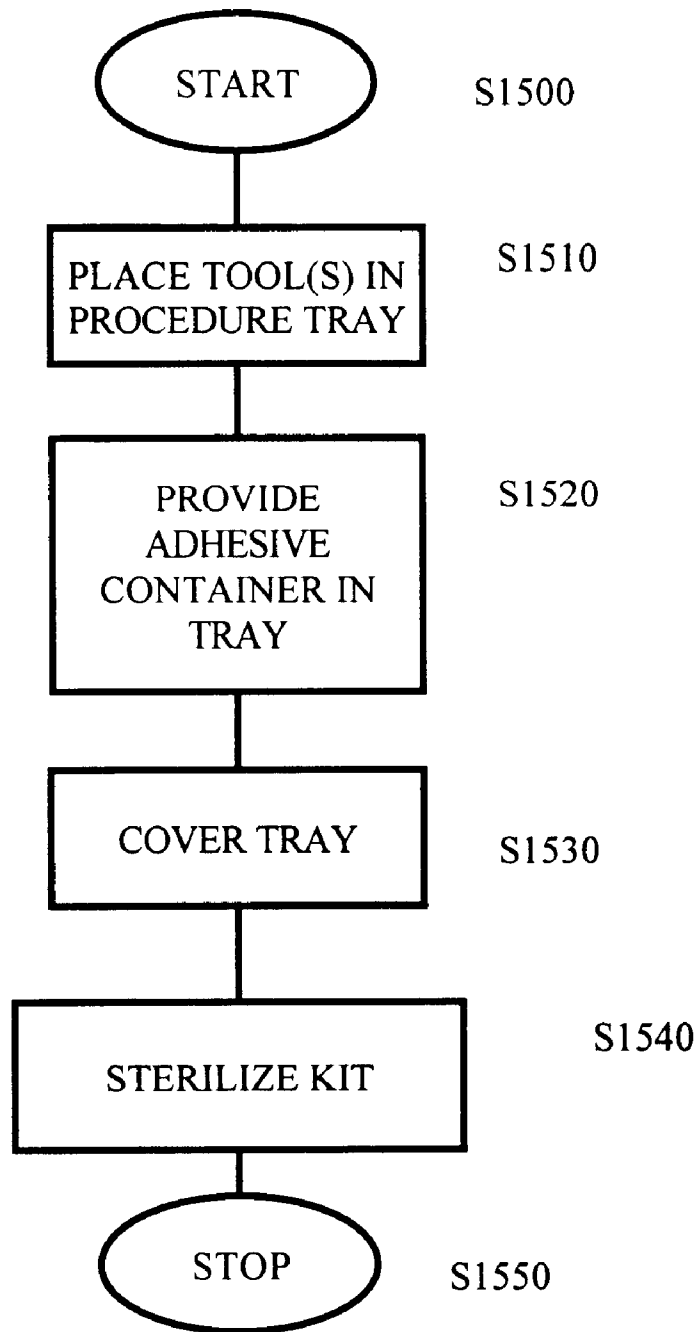 START
S1500
PLACE TOOL(S) IN
PROCEDURE TRAY
S1510
PROVIDE
ADHESIVE
CONTAINER IN
TRAY
S1520
COVER TRAY
S1530
STERILIZE KIT
S1540
STOP
S1550